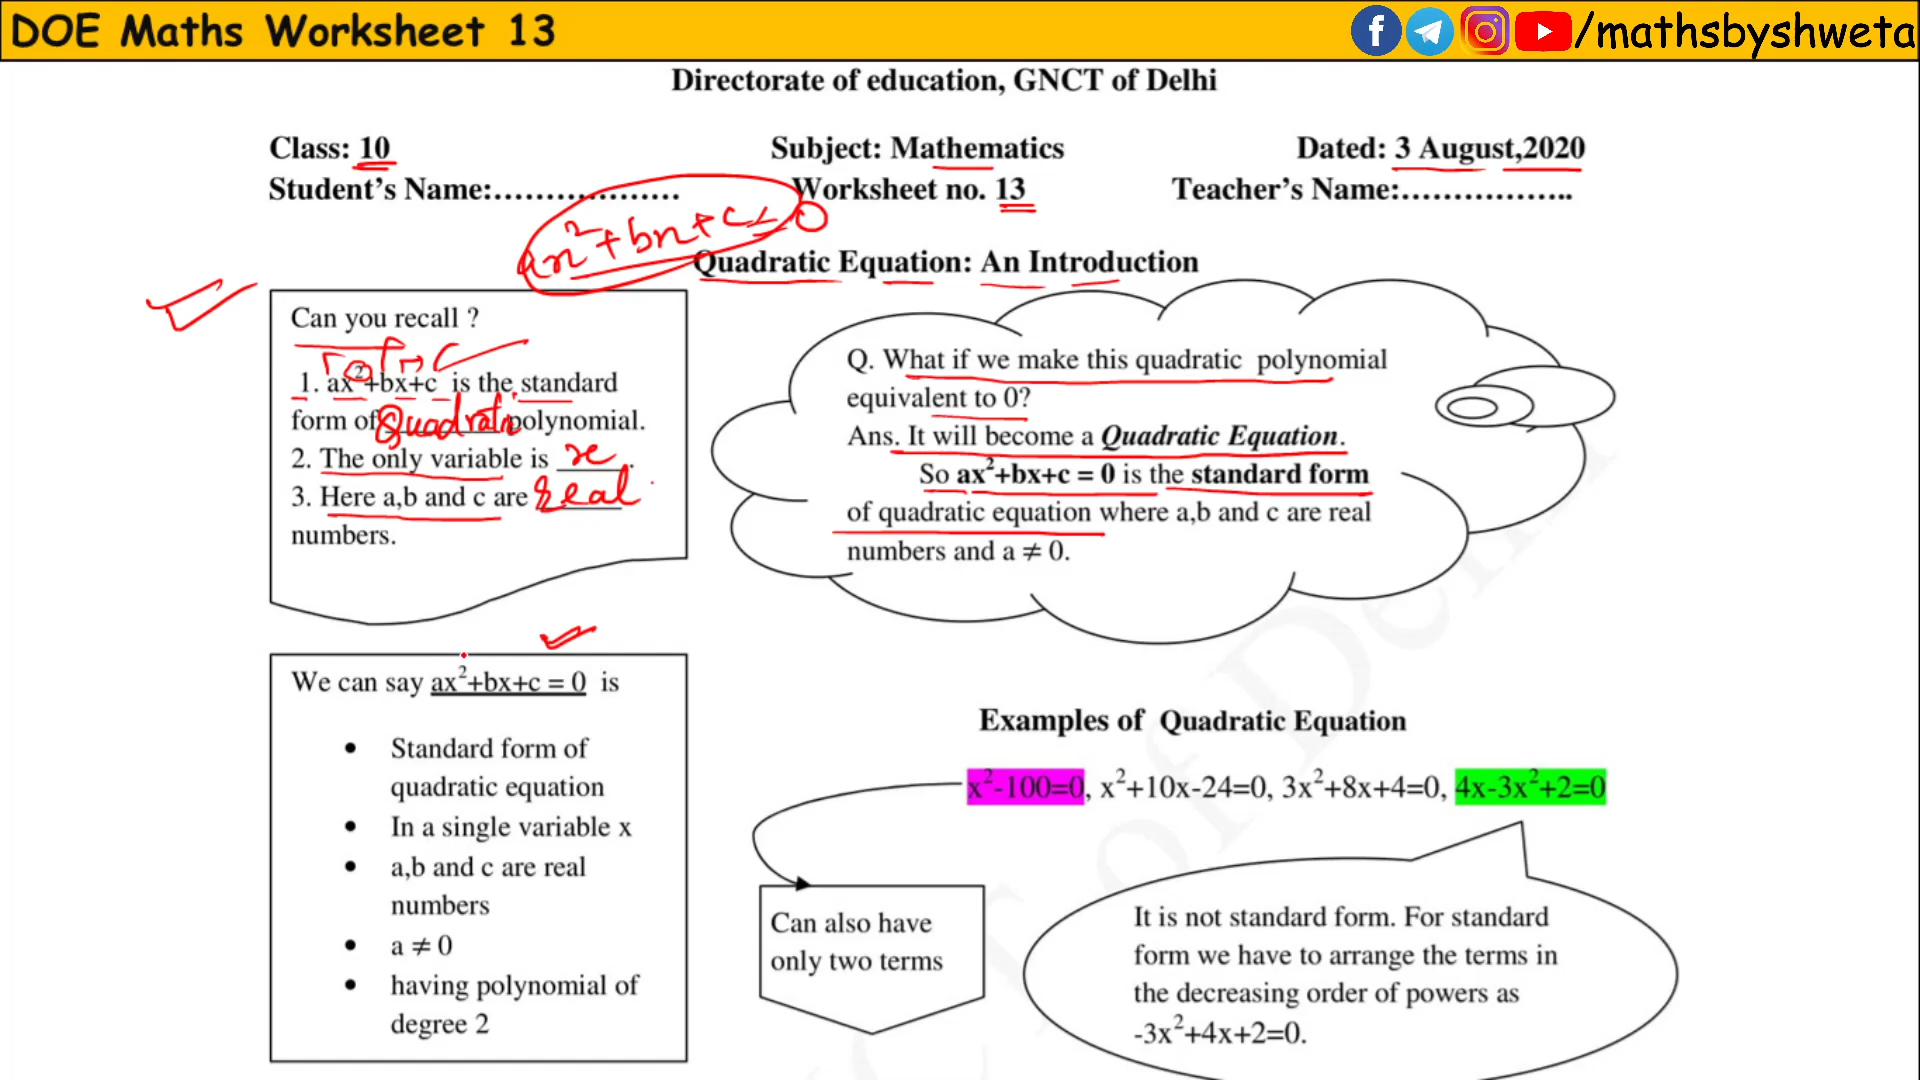 DOE Maths Worksheet 13
/mathsbyshweta
Directorate of education, GNCT of Delhi
Class: 10 Subject: Mathematics Dated: 3 August,2020
Student's Name:……………….. Worksheet no. 13 Teacher's Name:……………..
ax²+bx+c=0
Quadratic Equation: An Introduction
Can you recall ?
1. ax²+bx+c is the standard
form of Quadratic polynomial.
2. The only variable is x.
3. Here a,b and c are real
numbers.
Q. What if we make this quadratic polynomial
equivalent to 0?
Ans. It will become a Quadratic Equation.
So ax²+bx+c = 0 is the standard form
of quadratic equation where a,b and c are real
numbers and a ≠ 0.
We can say ax²+bx+c = 0 is
• Standard form of
quadratic equation
• In a single variable x
• a,b and c are real
numbers
• a ≠ 0
• having polynomial of
degree 2
Examples of Quadratic Equation
x²-100=0, x²+10x-24=0, 3x²+8x+4=0, 4x-3x²+2=0
Can also have
only two terms
It is not standard form. For standard
form we have to arrange the terms in
the decreasing order of powers as
-3x²+4x+2=0.